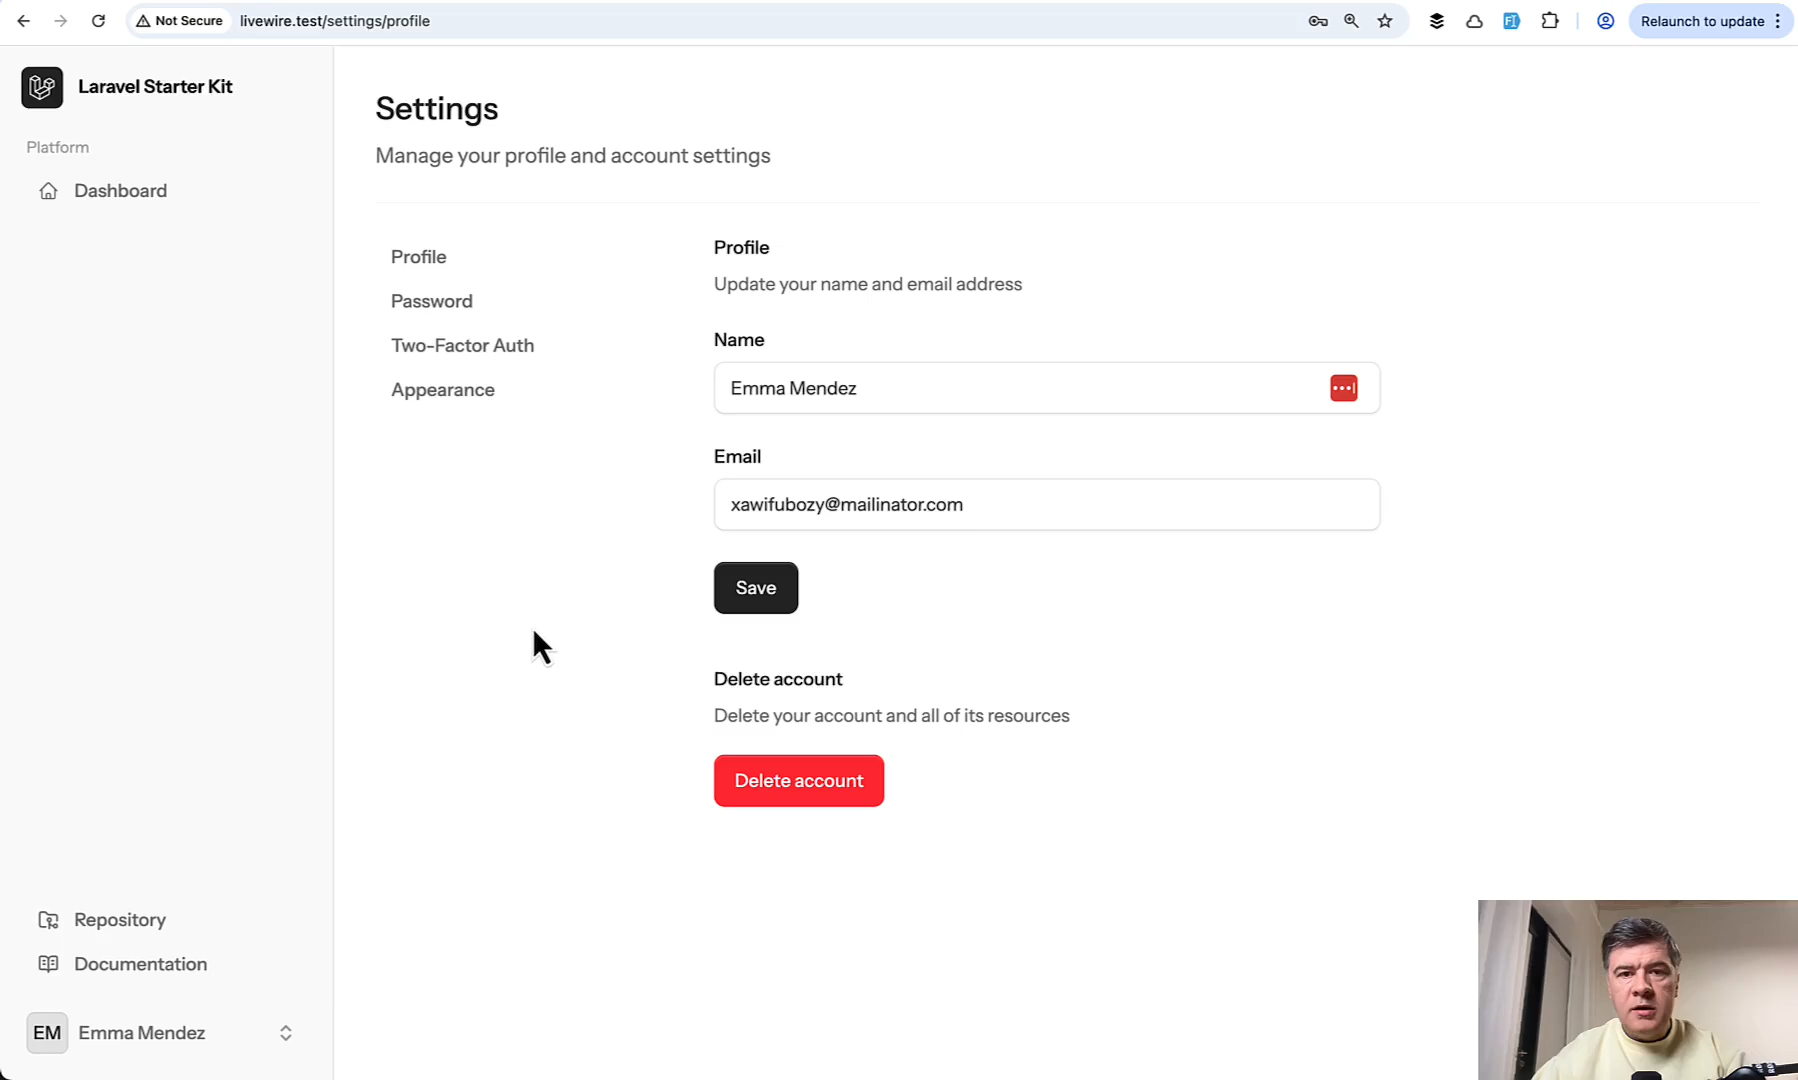 Not Secure
livewire.test/settings/profile
Relaunch to update
Laravel Starter Kit
Platform
Dashboard
Repository
Documentation
EM
Emma Mendez
Settings
Manage your profile and account settings
Profile
Password
Two-Factor Auth
Appearance
Profile
Update your name and email address
Name
Emma Mendez
Email
xawifubozy@mailinator.com
Save
Delete account
Delete your account and all of its resources
Delete account